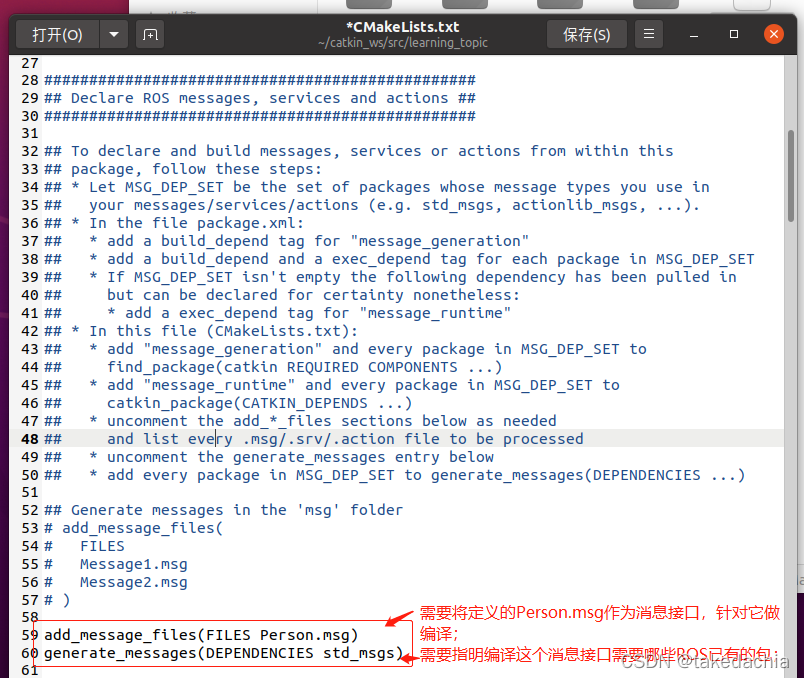 打开(O)
*CMakeLists.txt
~/catkin_ws/src/learning_topic
保存(S)
27
28 ################################################
29 ## Declare ROS messages, services and actions ##
30 ################################################
31
32 ## To declare and build messages, services or actions from within this
33 ## package, follow these steps:
34 ## * Let MSG_DEP_SET be the set of packages whose message types you use in
35 ##   your messages/services/actions (e.g. std_msgs, actionlib_msgs, ...).
36 ## * In the file package.xml:
37 ##   * add a build_depend tag for "message_generation"
38 ##   * add a build_depend and a exec_depend tag for each package in MSG_DEP_SET
39 ##   * If MSG_DEP_SET isn't empty the following dependency has been pulled in
40 ##     but can be declared for certainty nonetheless:
41 ##     * add a exec_depend tag for "message_runtime"
42 ## * In this file (CMakeLists.txt):
43 ##   * add "message_generation" and every package in MSG_DEP_SET to
44 ##     find_package(catkin REQUIRED COMPONENTS ...)
45 ##   * add "message_runtime" and every package in MSG_DEP_SET to
46 ##     catkin_package(CATKIN_DEPENDS ...)
47 ##   * uncomment the add_*_files sections below as needed
48 ##     and list every .msg/.srv/.action file to be processed
49 ##   * uncomment the generate_messages entry below
50 ##   * add every package in MSG_DEP_SET to generate_messages(DEPENDENCIES ...)
51
52 ## Generate messages in the 'msg' folder
53 # add_message_files(
54 #   FILES
55 #   Message1.msg
56 #   Message2.msg
57 # )
58
59 add_message_files(FILES Person.msg)
60 generate_messages(DEPENDENCIES std_msgs)
61
需要将定义的Person.msg作为消息接口，针对它做
编译；
需要指明编译这个消息接口需要哪些ROS已有的包；
CSDN @takedachia